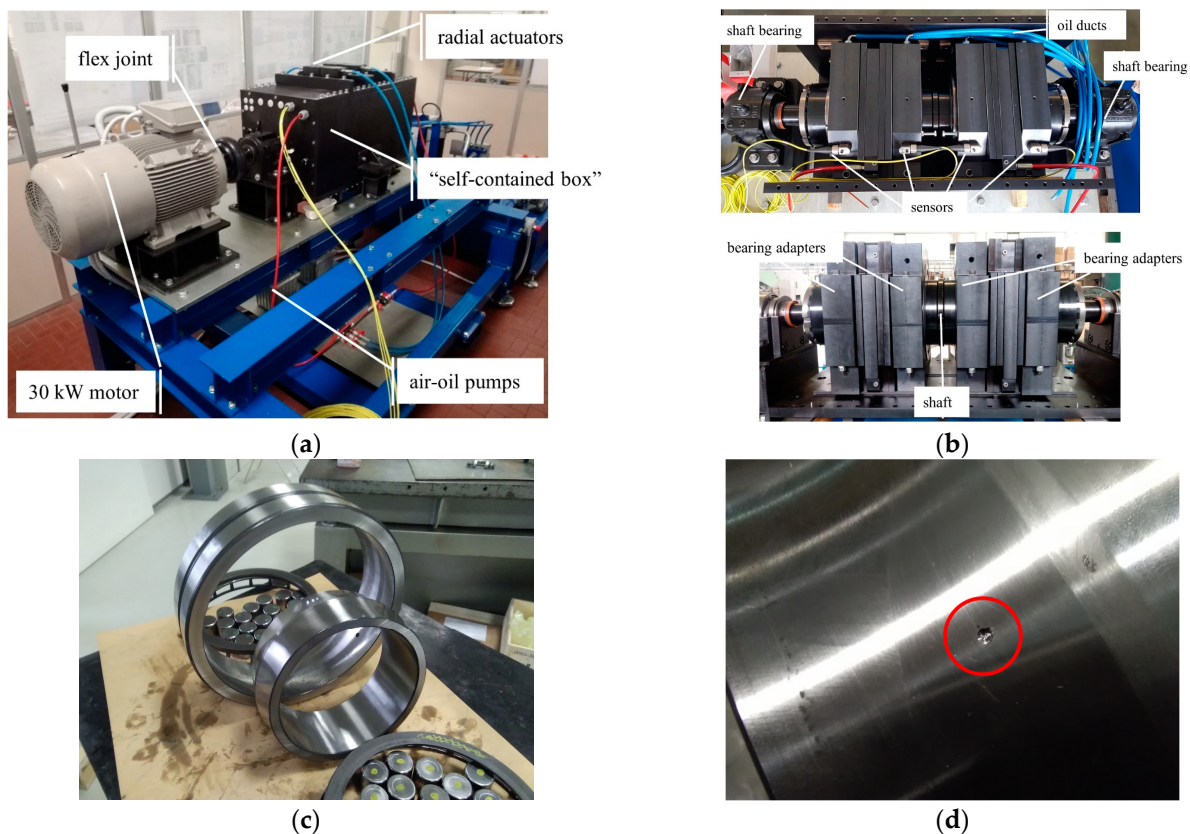 radial actuators
flex joint
“self-contained box”
30 kW motor
air-oil pumps
(a)
oil ducts
shaft bearing
shaft bearing
sensors
bearing adapters
bearing adapters
shaft
(b)
(c)
(d)